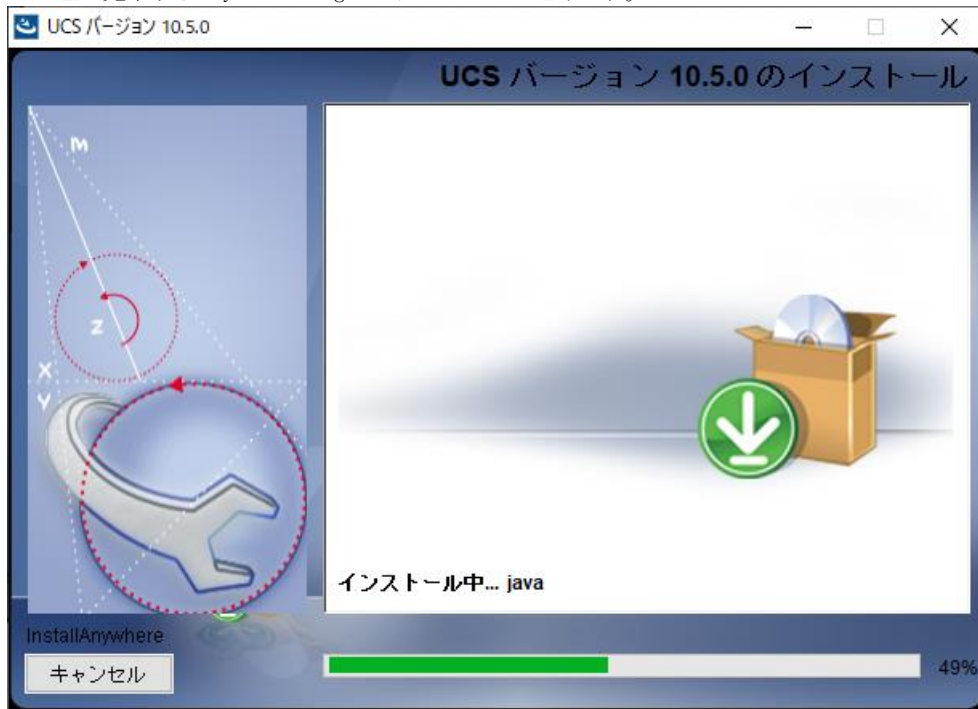 UCS バージョン 10.5.0
UCS バージョン 10.5.0 のインストール
M
Z
X
Y
インストール中... java
InstallAnywhere
キャンセル
49%